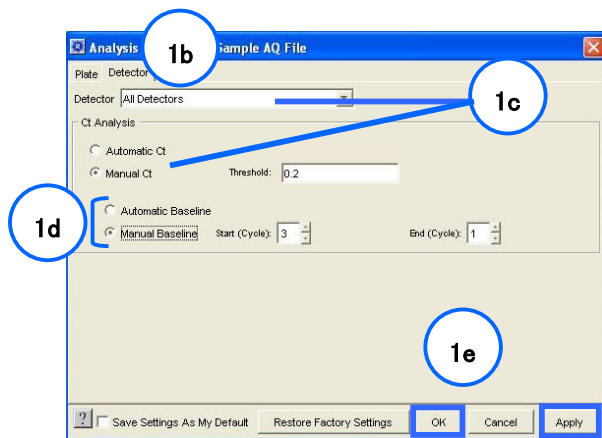 Analysis Sample AQ File
1b
Plate Detector
Detector All Detectors
1c
Ct Analysis
Automatic Ct
Manual Ct Threshold: 0.2
Automatic Baseline
1d
Manual Baseline Start (Cycle): 3 End (Cycle): 1
1e
? Save Settings As My Default Restore Factory Settings OK Cancel Apply